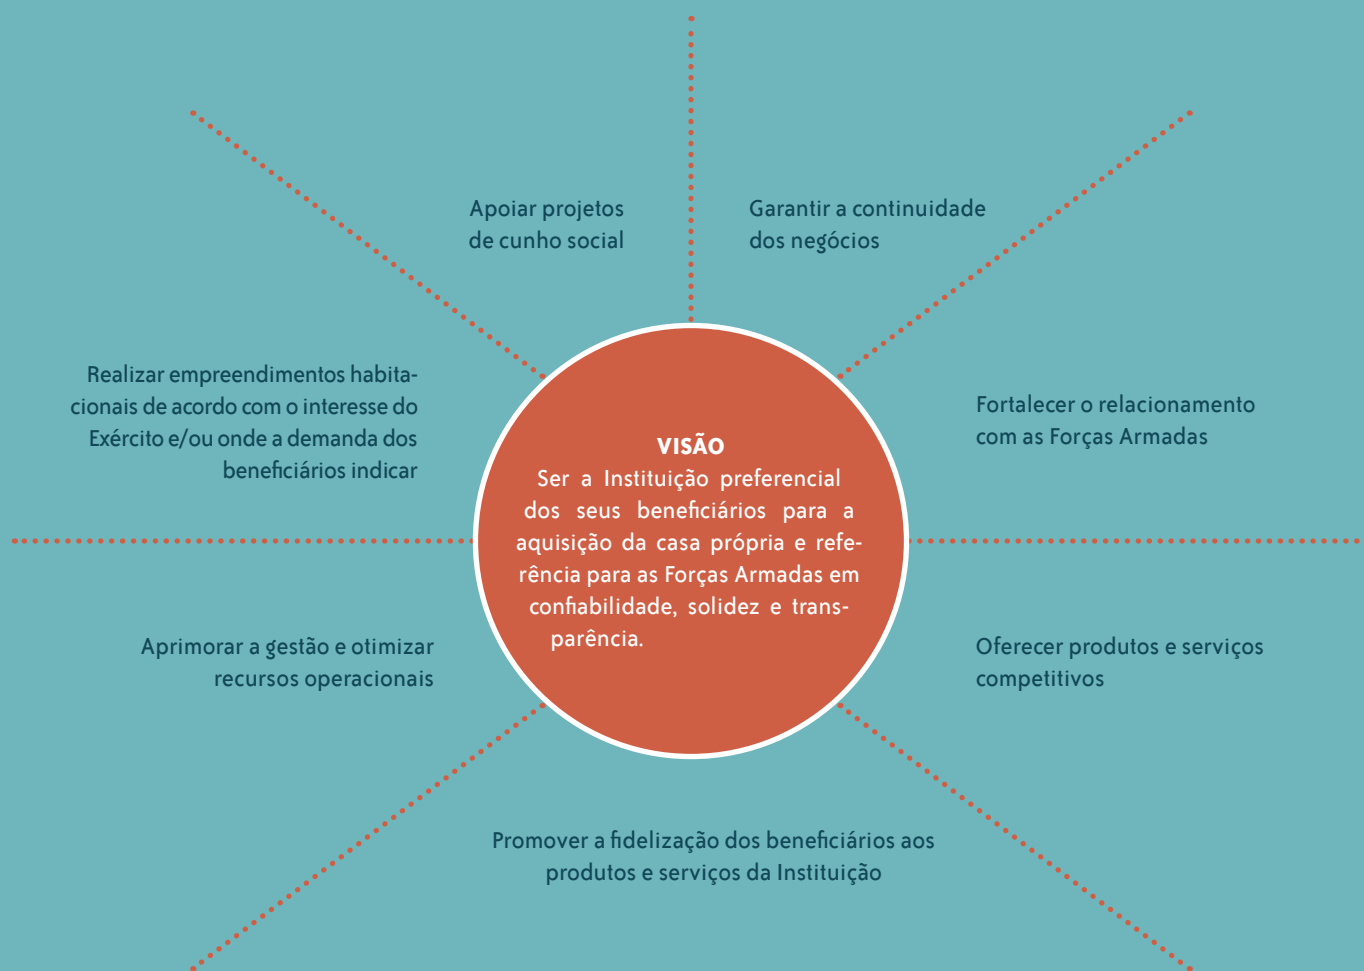 Apoiar projetos
de cunho social
Garantir a continuidade
dos negócios
Realizar empreendimentos habita-
cionais de acordo com o interesse do
Exército e/ou onde a demanda dos
beneficiários indicar
Fortalecer o relacionamento
com as Forças Armadas
VISÃO
Ser a Instituição preferencial
dos seus beneficiários para a
aquisição da casa própria e refe-
rência para as Forças Armadas em
confiabilidade, solidez e trans-
parência.
Aprimorar a gestão e otimizar
recursos operacionais
Oferecer produtos e serviços
competitivos
Promover a fidelização dos beneficiários aos
produtos e serviços da Instituição